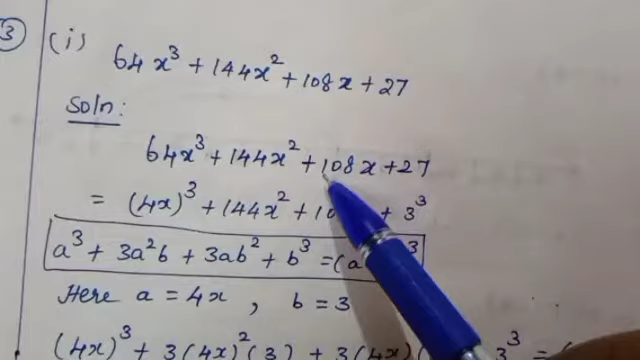 3 (i)
64x³ + 144x² + 108x + 27
Soln:
64x³ + 144x² + 108x + 27
= (4x)³ + 144x² + 10 + 3³
a³ + 3a²b + 3ab² + b³ = (a ³
Here a = 4x , b = 3
(4x)³ + 3(4x)²(3) + 3(4x) 3³ = (